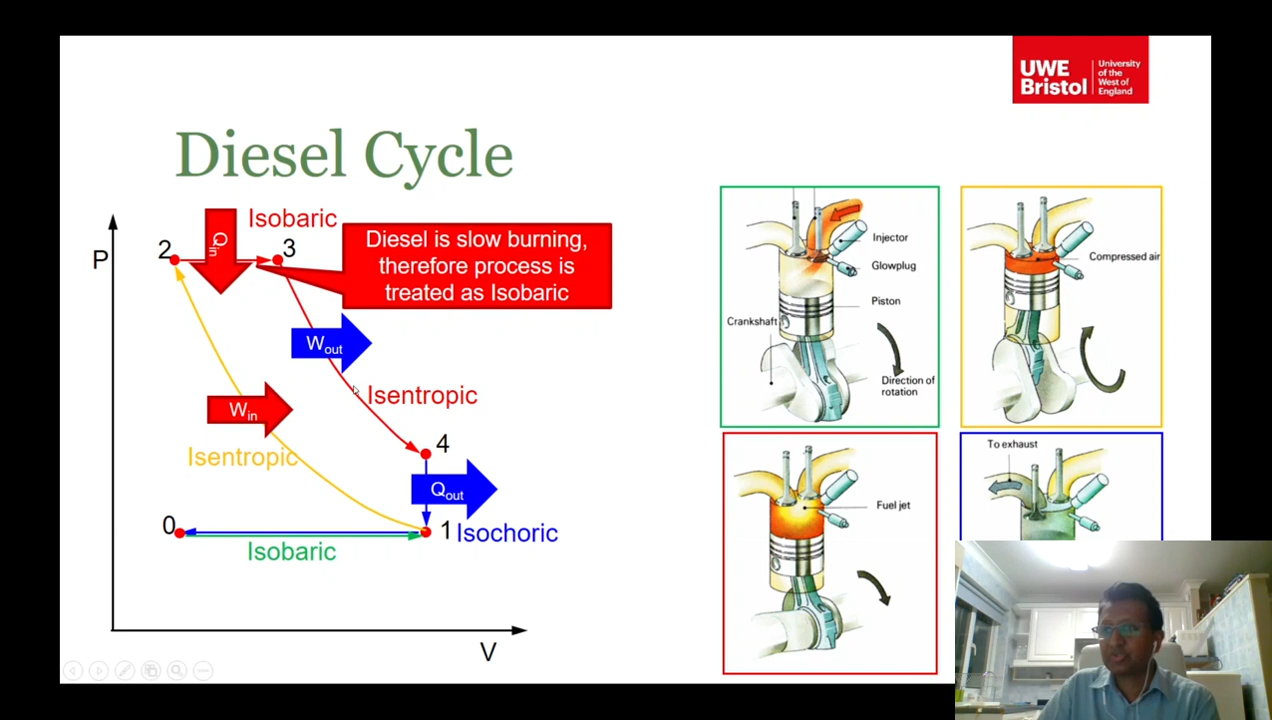 UWE
Bristol
University
of the
West of
England
Diesel Cycle
P
2
Qin
Isobaric
3
Diesel is slow burning,
therefore process is
treated as Isobaric
Wout
Isentropic
Win
Isentropic
4
Qout
0
1
Isochoric
Isobaric
V
Injector
Glowplug
Piston
Crankshaft
Direction of
rotation
Compressed air
Fuel jet
To exhaust